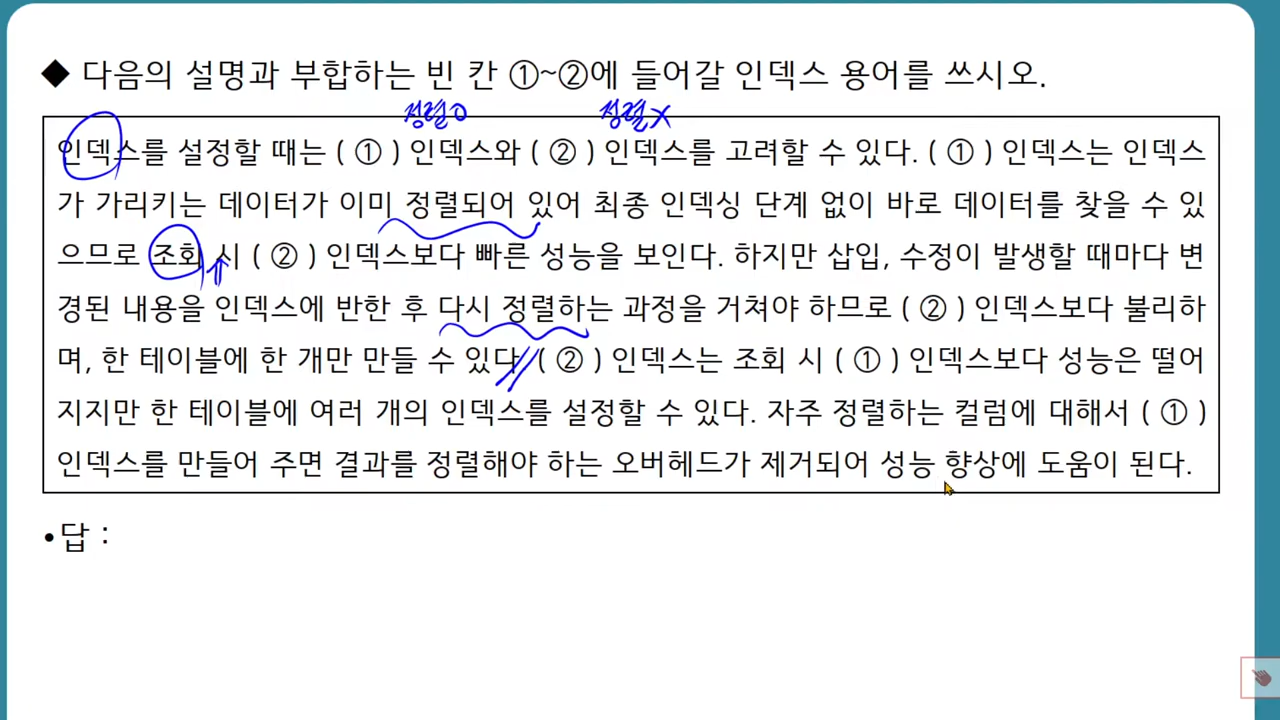 ◆ 다음의 설명과 부합하는 빈 칸 ①~②에 들어갈 인덱스 용어를 쓰시오.
정렬O 정렬X
인덱스를 설정할 때는 ( ① ) 인덱스와 ( ② ) 인덱스를 고려할 수 있다. ( ① ) 인덱스는 인덱스
가 가리키는 데이터가 이미 정렬되어 있어 최종 인덱싱 단계 없이 바로 데이터를 찾을 수 있
으므로 조회 시 ( ② ) 인덱스보다 빠른 성능을 보인다. 하지만 삽입, 수정이 발생할 때마다 변
경된 내용을 인덱스에 반한 후 다시 정렬하는 과정을 거쳐야 하므로 ( ② ) 인덱스보다 불리하
며, 한 테이블에 한 개만 만들 수 있다. ( ② ) 인덱스는 조회 시 ( ① ) 인덱스보다 성능은 떨어
지지만 한 테이블에 여러 개의 인덱스를 설정할 수 있다. 자주 정렬하는 컬럼에 대해서 ( ① )
인덱스를 만들어 주면 결과를 정렬해야 하는 오버헤드가 제거되어 성능 향상에 도움이 된다.
•답 :